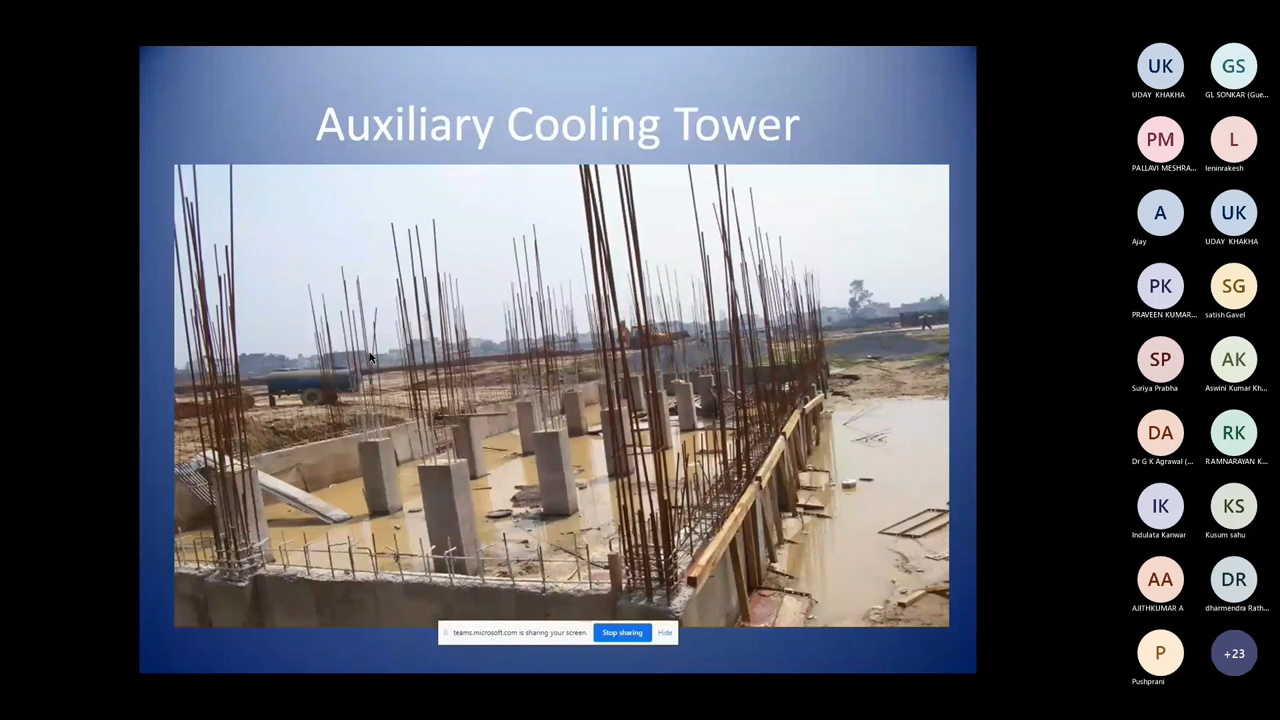 Auxiliary Cooling Tower
teams.microsoft.com is sharing your screen.
Stop sharing
Hide
UK
UDAY KHAKHA
GS
GL SONKAR (Gue...
PM
PALLAVI MESHRA...
L
leninrakesh
A
Ajay
UK
UDAY KHAKHA
PK
PRAVEEN KUMAR...
SG
satish Gavel
SP
Suriya Prabha
AK
Aswini Kumar Kh...
DA
Dr G K Agrawal (...
RK
RAMNARAYAN K...
IK
Indulata Kanwar
KS
Kusum sahu
AA
AJITHKUMAR A
DR
dharmendra Rath...
P
Pushprani
+23